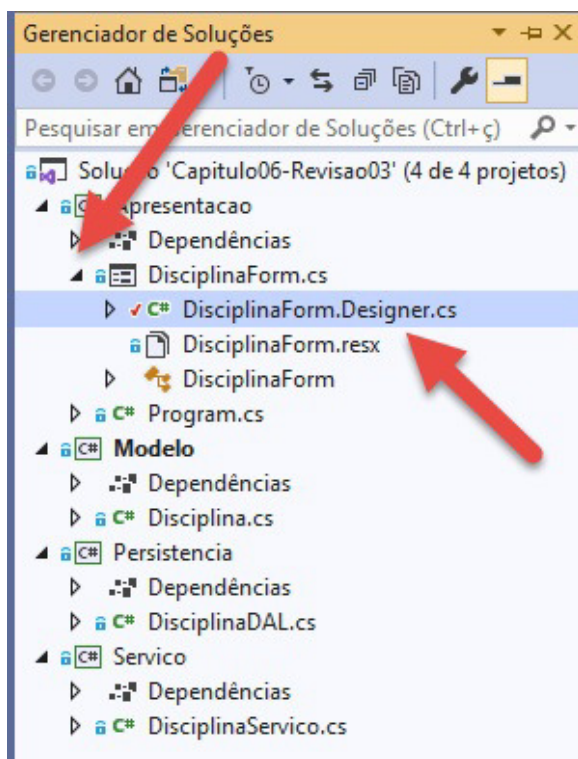 Gerenciador de Soluções
Pesquisar em Gerenciador de Soluções (Ctrl+ç)
Solução 'Capitulo06-Revisao03' (4 de 4 projetos)
C# Apresentacao
Dependências
DisciplinaForm.cs
C# DisciplinaForm.Designer.cs
DisciplinaForm.resx
DisciplinaForm
C# Program.cs
C# Modelo
Dependências
C# Disciplina.cs
C# Persistencia
Dependências
C# DisciplinaDAL.cs
C# Servico
Dependências
C# DisciplinaServico.cs